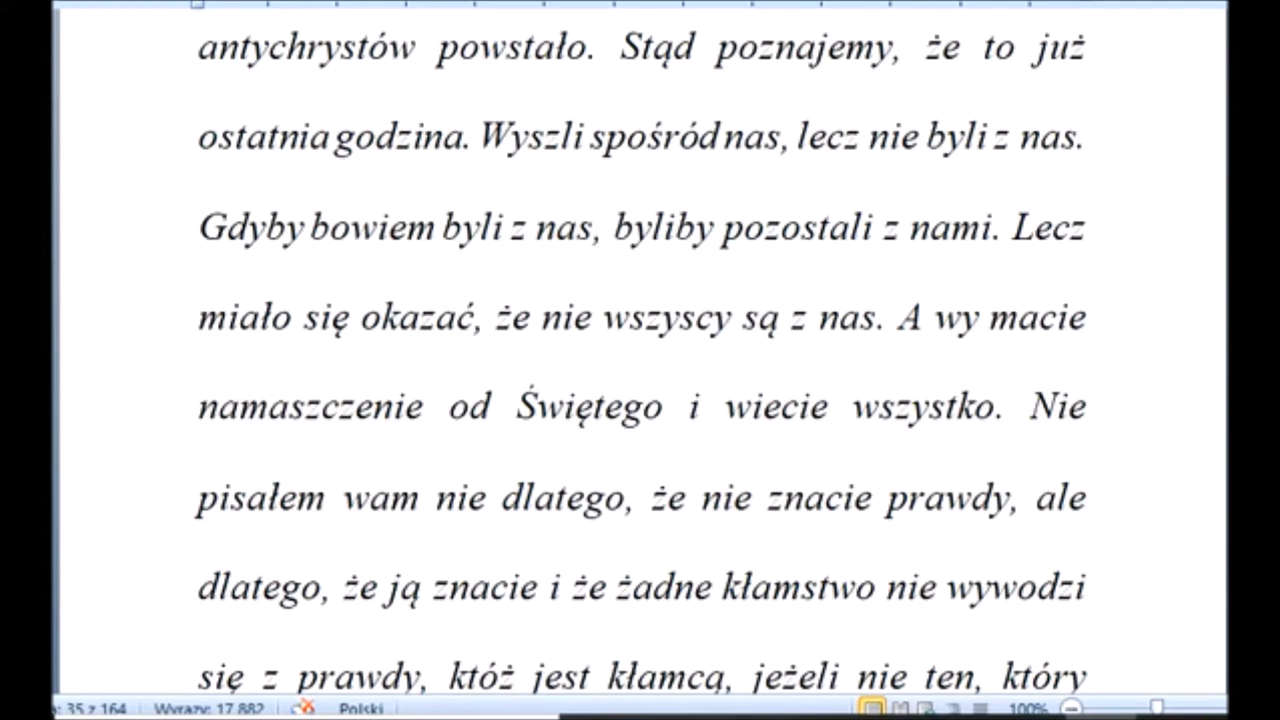 antychrystów powstało. Stąd poznajemy, że to już
ostatnia godzina. Wyszli spośród nas, lecz nie byli z nas.
Gdyby bowiem byli z nas, byliby pozostali z nami. Lecz
miało się okazać, że nie wszyscy są z nas. A wy macie
namaszczenie od Świętego i wiecie wszystko. Nie
pisałem wam nie dlatego, że nie znacie prawdy, ale
dlatego, że ją znacie i że żadne kłamstwo nie wywodzi
się z prawdy, któż jest kłamcą, jeżeli nie ten, który
35 z 164 Wyrazy: 17 882 Polski 100%